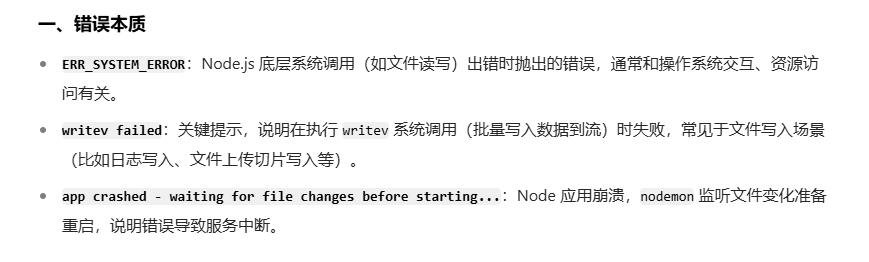 一、错误本质
ERR_SYSTEM_ERROR：Node.js 底层系统调用（如文件读写）出错时抛出的错误，通常和操作系统交互、资源访
问有关。
writev failed：关键提示，说明在执行 writev 系统调用（批量写入数据到流）时失败，常见于文件写入场景
（比如日志写入、文件上传切片写入等）。
app crashed - waiting for file changes before starting...：Node 应用崩溃，nodemon 监听文件变化准备
重启，说明错误导致服务中断。